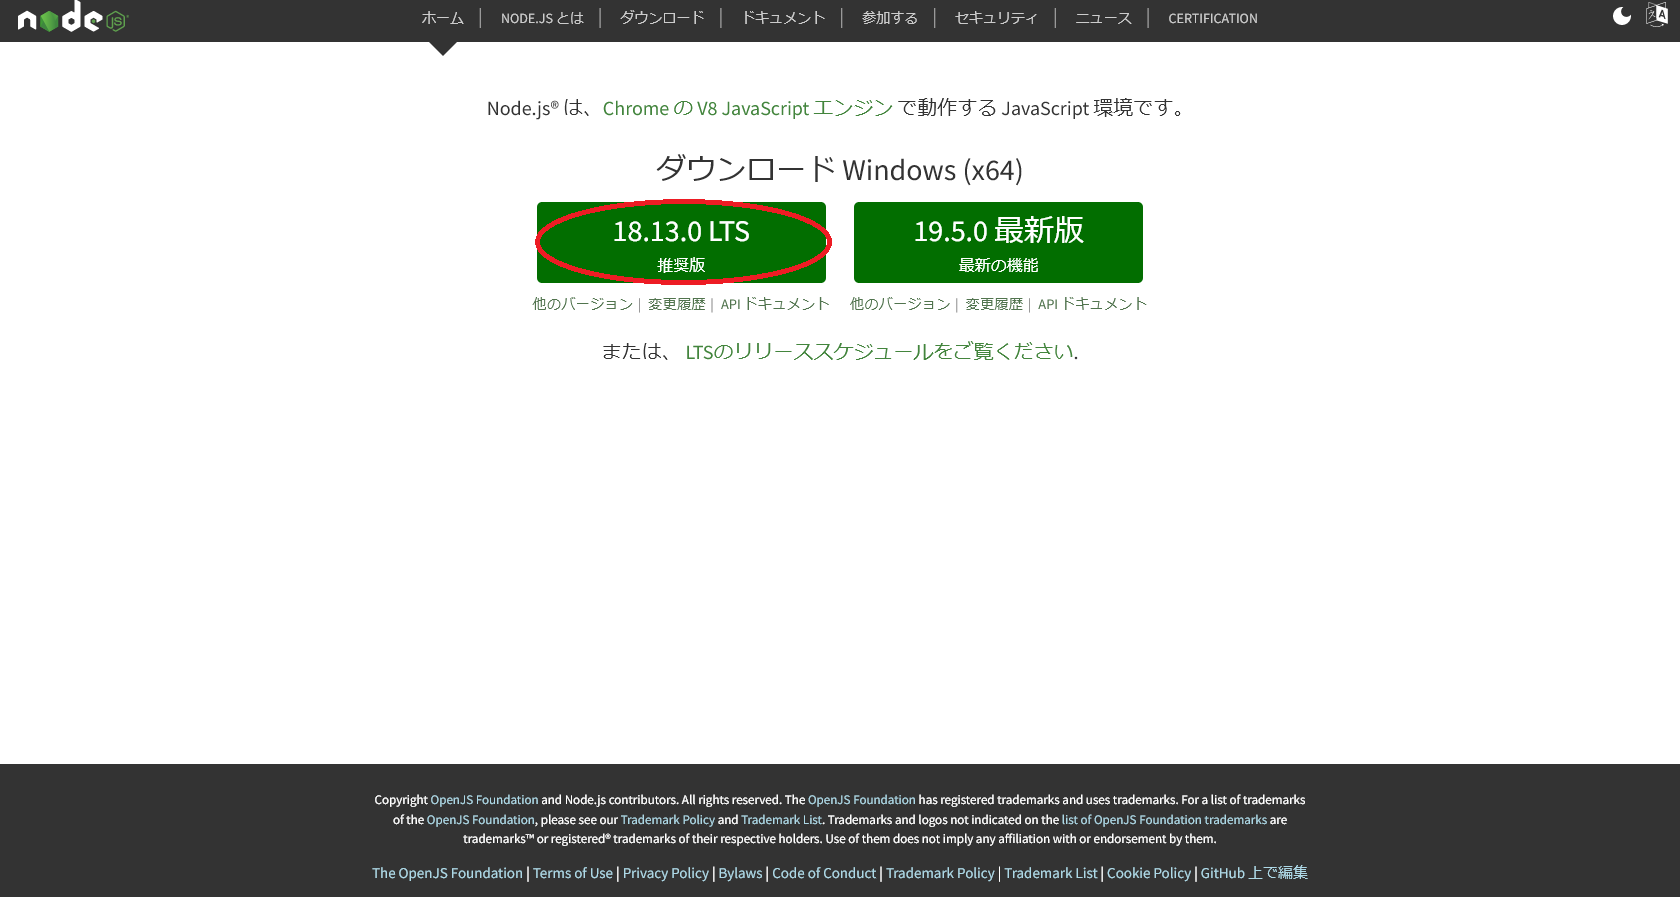 node JS
ホーム | NODE.JS とは | ダウンロード | ドキュメント | 参加する | セキュリティ | ニュース | CERTIFICATION
Node.js® は、Chrome の V8 JavaScript エンジン で動作する JavaScript 環境です。
ダウンロード Windows (x64)
18.13.0 LTS
推奨版
19.5.0 最新版
最新の機能
他のバージョン | 変更履歴 | API ドキュメント
他のバージョン | 変更履歴 | API ドキュメント
または、 LTSのリリーススケジュールをご覧ください.
Copyright OpenJS Foundation and Node.js contributors. All rights reserved. The OpenJS Foundation has registered trademarks and uses trademarks. For a list of trademarks
of the OpenJS Foundation, please see our Trademark Policy and Trademark List. Trademarks and logos not indicated on the list of OpenJS Foundation trademarks are
trademarks™ or registered® trademarks of their respective holders. Use of them does not imply any affiliation with or endorsement by them.
The OpenJS Foundation | Terms of Use | Privacy Policy | Bylaws | Code of Conduct | Trademark Policy | Trademark List | Cookie Policy | GitHub 上で編集